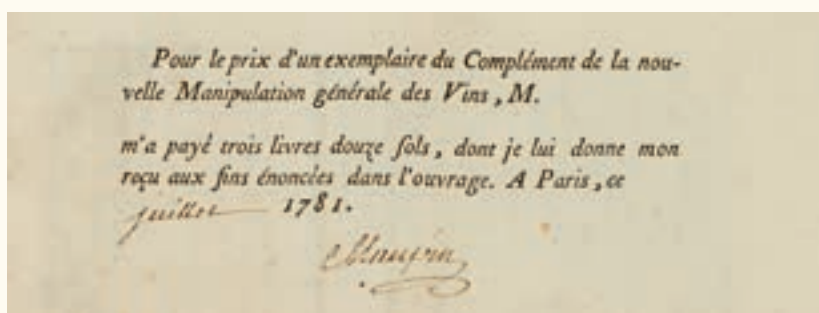 Pour le prix d'un exemplaire du Complément de la nou-
velle Manipulation générale des Vins, M.
m'a payé trois livres douze sols, dont je lui donne mon
reçu aux fins énoncées dans l'ouvrage. A Paris, ce
juillet 1781.
Maupin